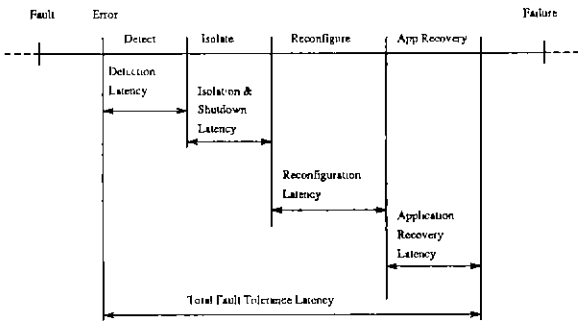 Fault Error Failure
Detect Isolate Reconfigure App Recovery
Detection
Latency
Isolation &
Shutdown
Latency
Reconfiguration
Latency
Application
Recovery
Latency
Total Fault Tolerance Latency